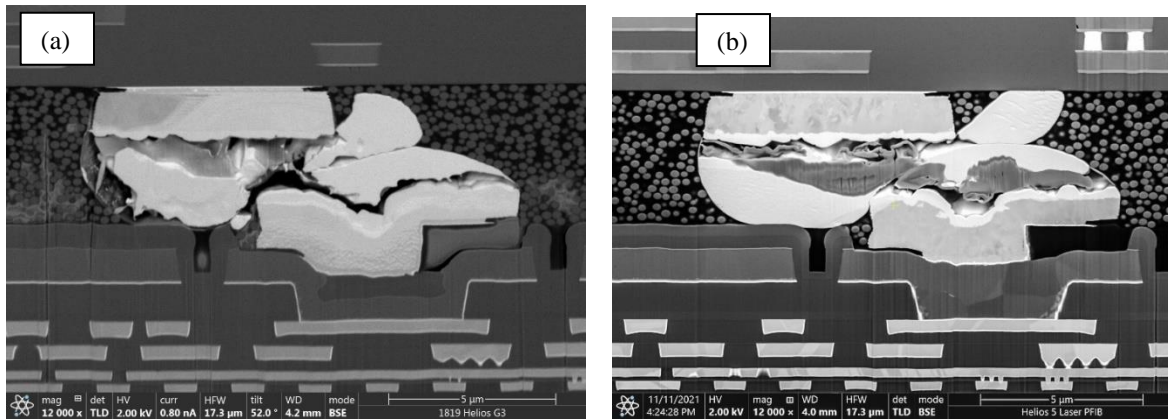 (a)
(b)
5 µm
mag
det
HV
curr
HFW
tilt
WD
mode
12 000 x
TLD
2.00 kV
0.80 nA
17.3 µm
52.0 °
4.2 mm
BSE
1819 Helios G3
5 µm
11/11/2021
4:24:28 PM
det
TLD
HV
2.00 kV
mag
12 000 x
WD
4.0 mm
HFW
17.3 µm
mode
BSE
Helios 5 Laser PFIB